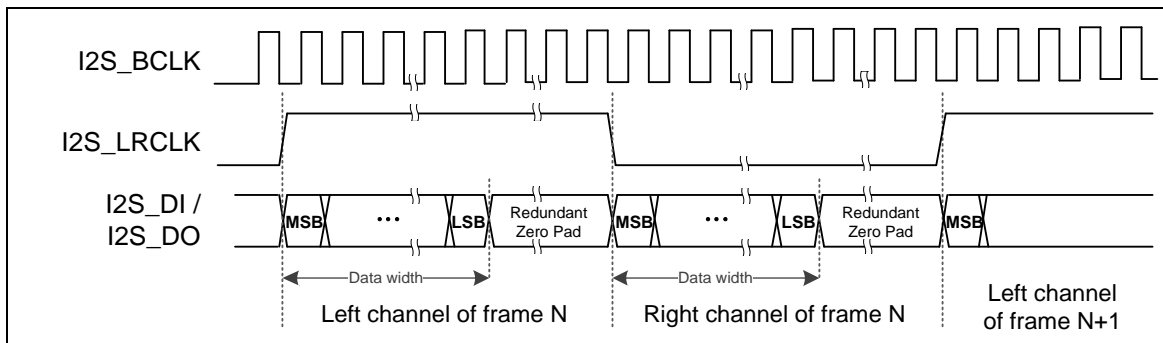 I2S_BCLK
I2S_LRCLK
I2S_DI /
I2S_DO
MSB ••• LSB Redundant
Zero Pad MSB ••• LSB Redundant
Zero Pad MSB
Data width Data width
Left channel of frame N Right channel of frame N Left channel
of frame N+1